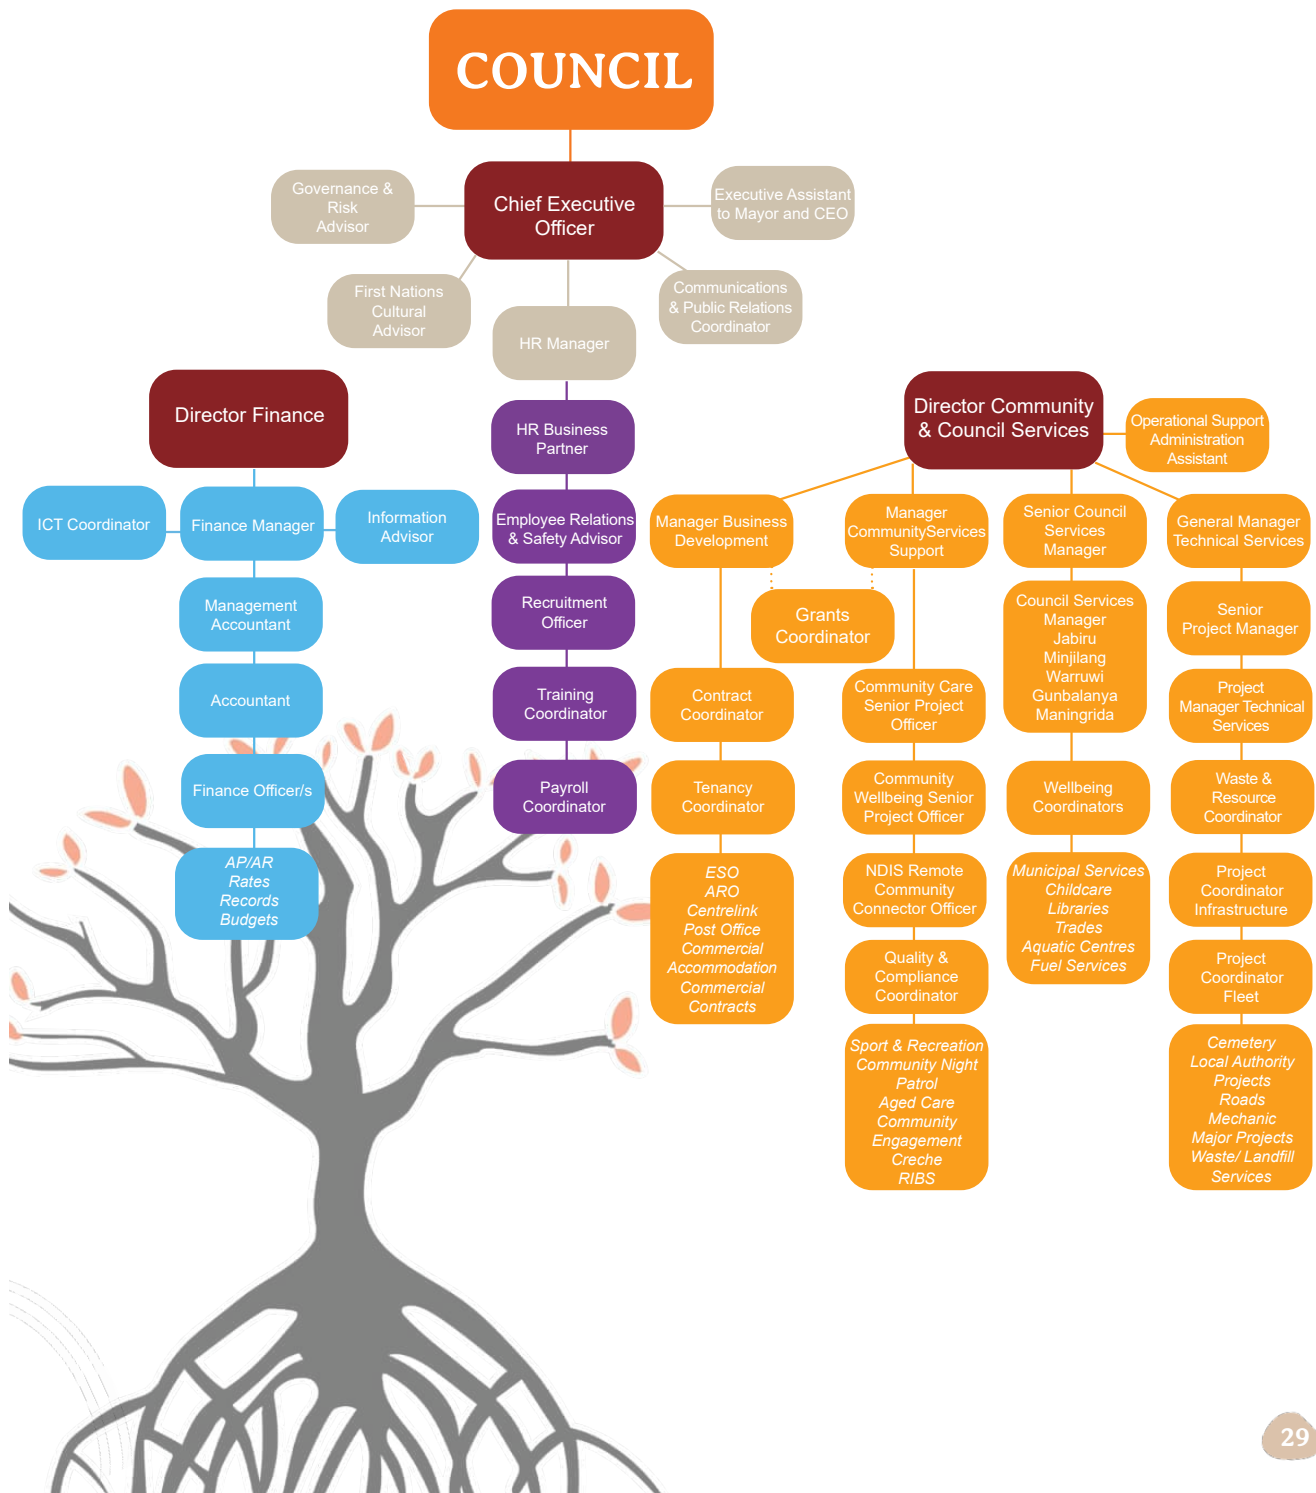 COUNCIL
Chief Executive
Officer
Governance &
Risk
Advisor
Executive Assistant
to Mayor and CEO
First Nations
Cultural
Advisor
Communications
& Public Relations
Coordinator
HR Manager
Director Finance
ICT Coordinator
Finance Manager
Information
Advisor
Management
Accountant
Accountant
Finance Officer/s
AP/AR
Rates
Records
Budgets
HR Business
Partner
Employee Relations
& Safety Advisor
Recruitment
Officer
Training
Coordinator
Payroll
Coordinator
Director Community
& Council Services
Operational Support
Administration
Assistant
Manager Business
Development
Manager
CommunityServices
Support
Grants
Coordinator
Senior Council
Services
Manager
General Manager
Technical Services
Contract
Coordinator
Tenancy
Coordinator
ESO
ARO
Centrelink
Post Office
Commercial
Accommodation
Commercial
Contracts
Community Care
Senior Project
Officer
Community
Wellbeing Senior
Project Officer
NDIS Remote
Community
Connector Officer
Quality &
Compliance
Coordinator
Sport & Recreation
Community Night
Patrol
Aged Care
Community
Engagement
Creche
RIBS
Council Services
Manager
Jabiru
Minjilang
Warruwi
Gunbalanya
Maningrida
Wellbeing
Coordinators
Municipal Services
Childcare
Libraries
Trades
Aquatic Centres
Fuel Services
Senior
Project Manager
Project
Manager Technical
Services
Waste &
Resource
Coordinator
Project
Coordinator
Infrastructure
Project
Coordinator
Fleet
Cemetery
Local Authority
Projects
Roads
Mechanic
Major Projects
Waste/ Landfill
Services
29